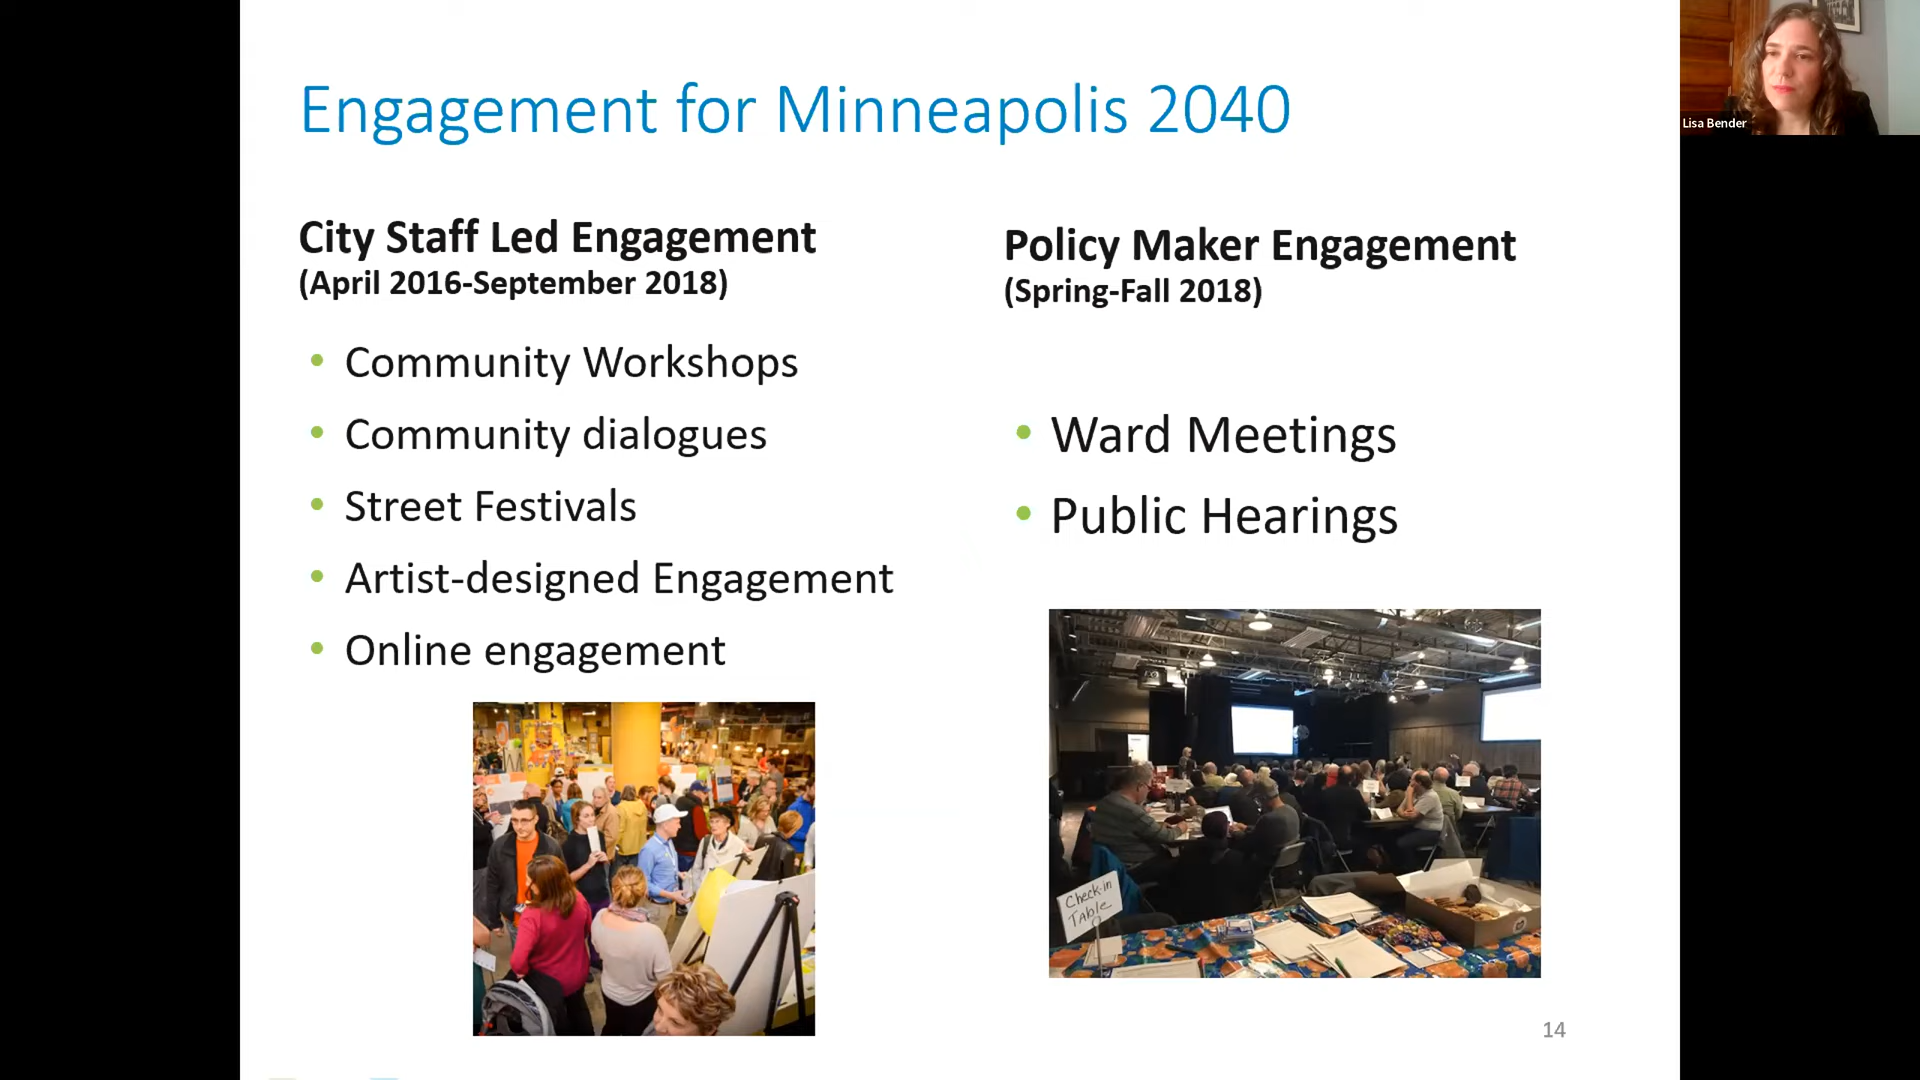 Engagement for Minneapolis 2040
Lisa Bender
City Staff Led Engagement
(April 2016-September 2018)
• Community Workshops
• Community dialogues
• Street Festivals
• Artist-designed Engagement
• Online engagement
Policy Maker Engagement
(Spring-Fall 2018)
• Ward Meetings
• Public Hearings
Check-in
TABLE
14